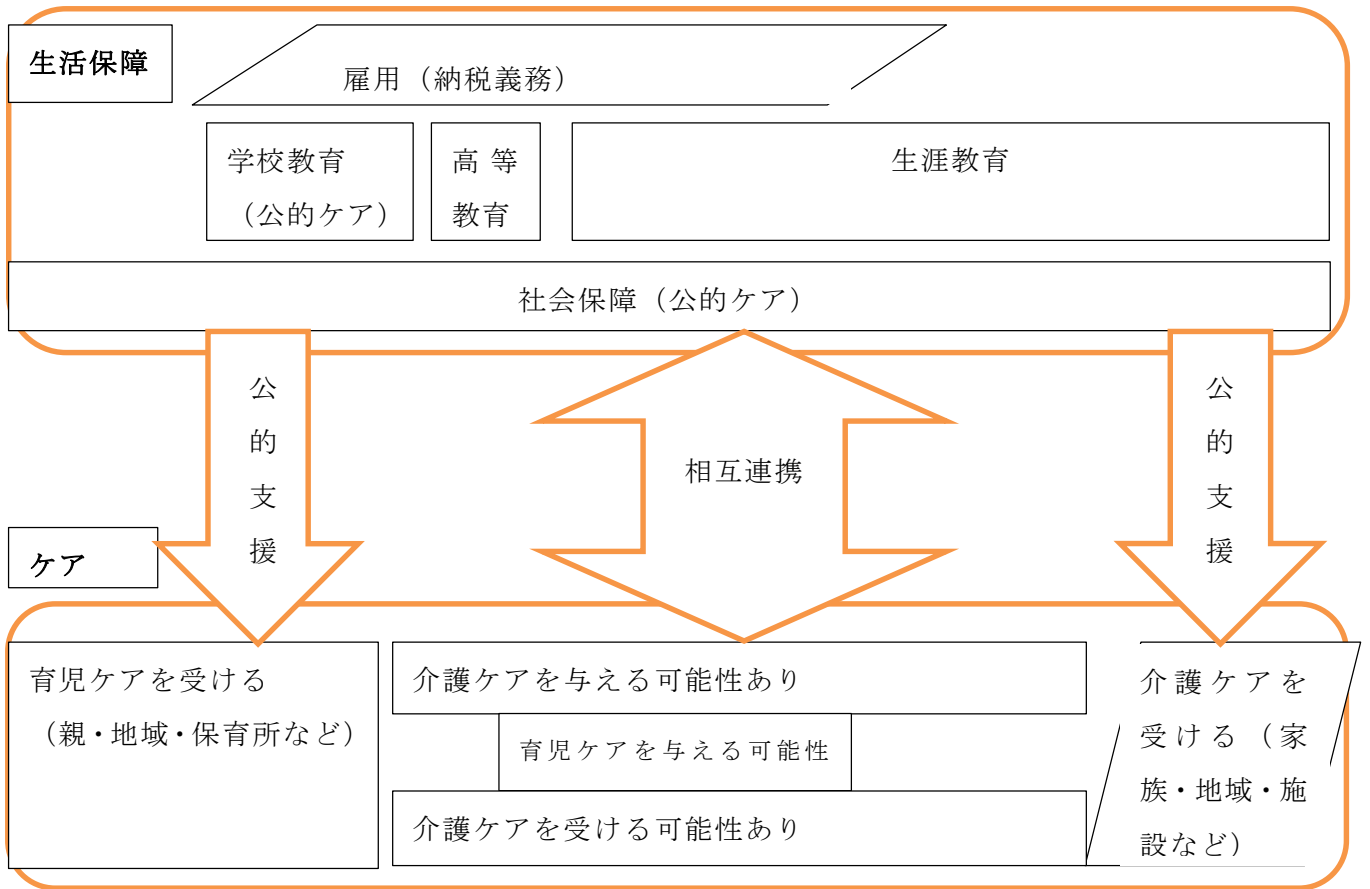 生活保障
雇用（納税義務）
学校教育
（公的ケア）
高等
教育
生涯教育
社会保障（公的ケア）
公的支援
相互連携
公的支援
ケア
育児ケアを受ける
（親・地域・保育所など）
介護ケアを与える可能性あり
育児ケアを与える可能性
介護ケアを受ける可能性あり
介護ケアを
受ける（家
族・地域・施
設など）